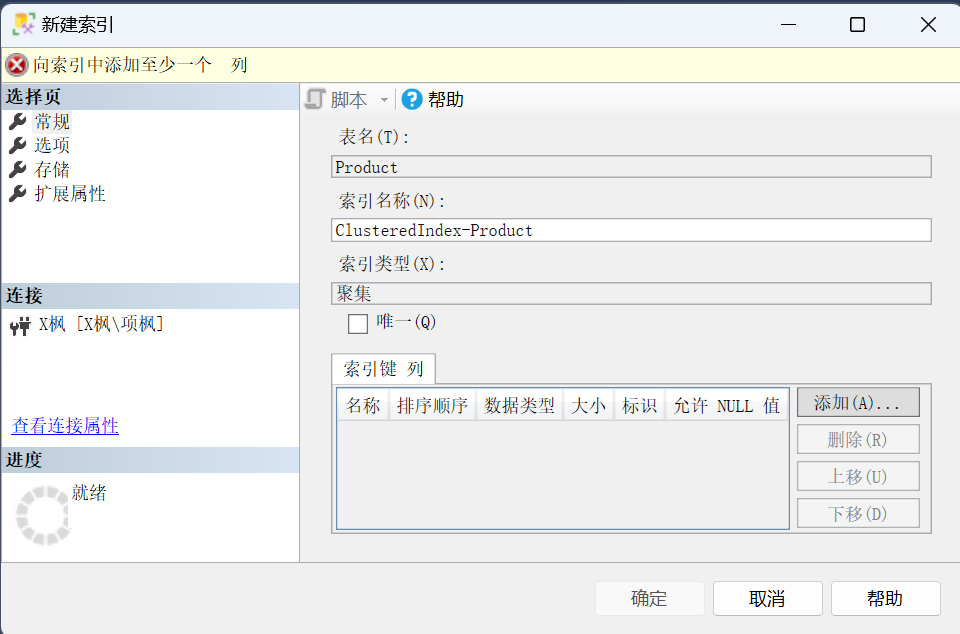 新建索引
向索引中添加至少一个 列
选择页
常规
选项
存储
扩展属性
连接
X枫 [X枫\项枫]
查看连接属性
进度
就绪
脚本 帮助
表名(T):
Product
索引名称(N):
ClusteredIndex-Product
索引类型(X):
聚集
唯一(Q)
索引键 列
名称 排序顺序 数据类型 大小 标识 允许 NULL 值
添加(A)...
删除(R)
上移(U)
下移(D)
确定 取消 帮助